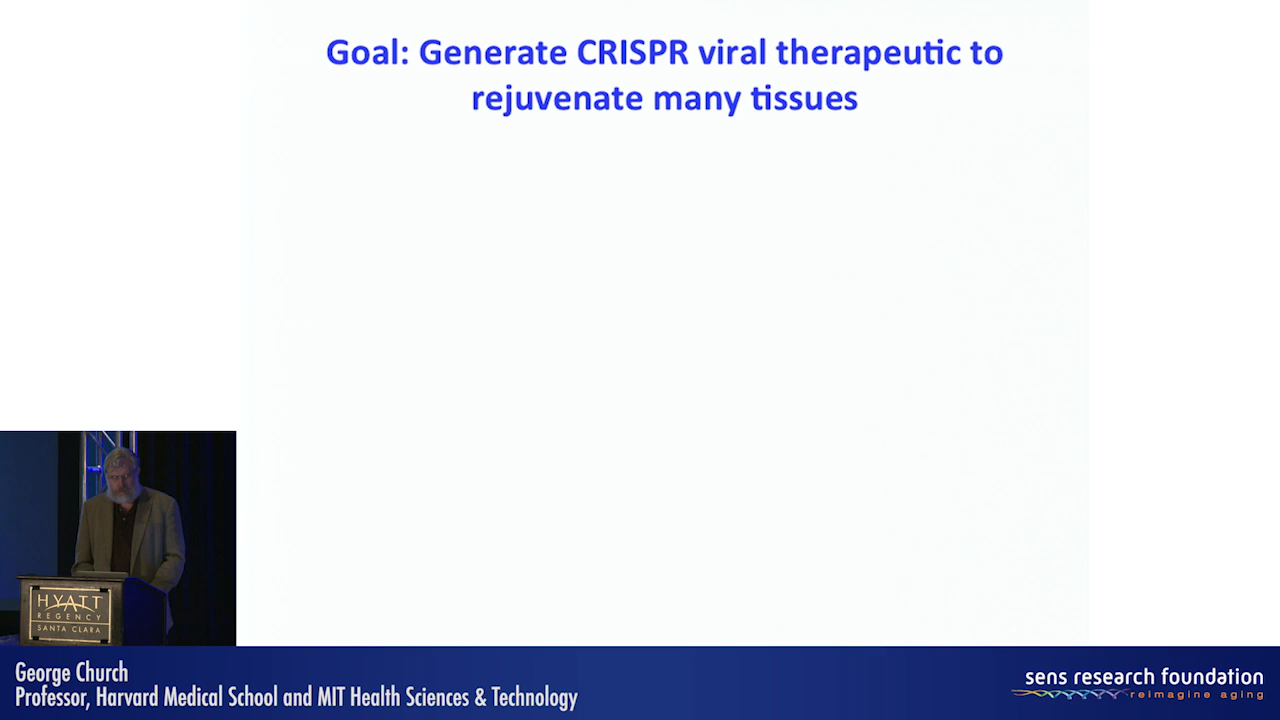 Goal: Generate CRISPR viral therapeutic to
rejuvenate many tissues
HYATT
REGENCY
SANTA CLARA
George Church
Professor, Harvard Medical School and MIT Health Sciences & Technology
sens research foundation
reimagine aging